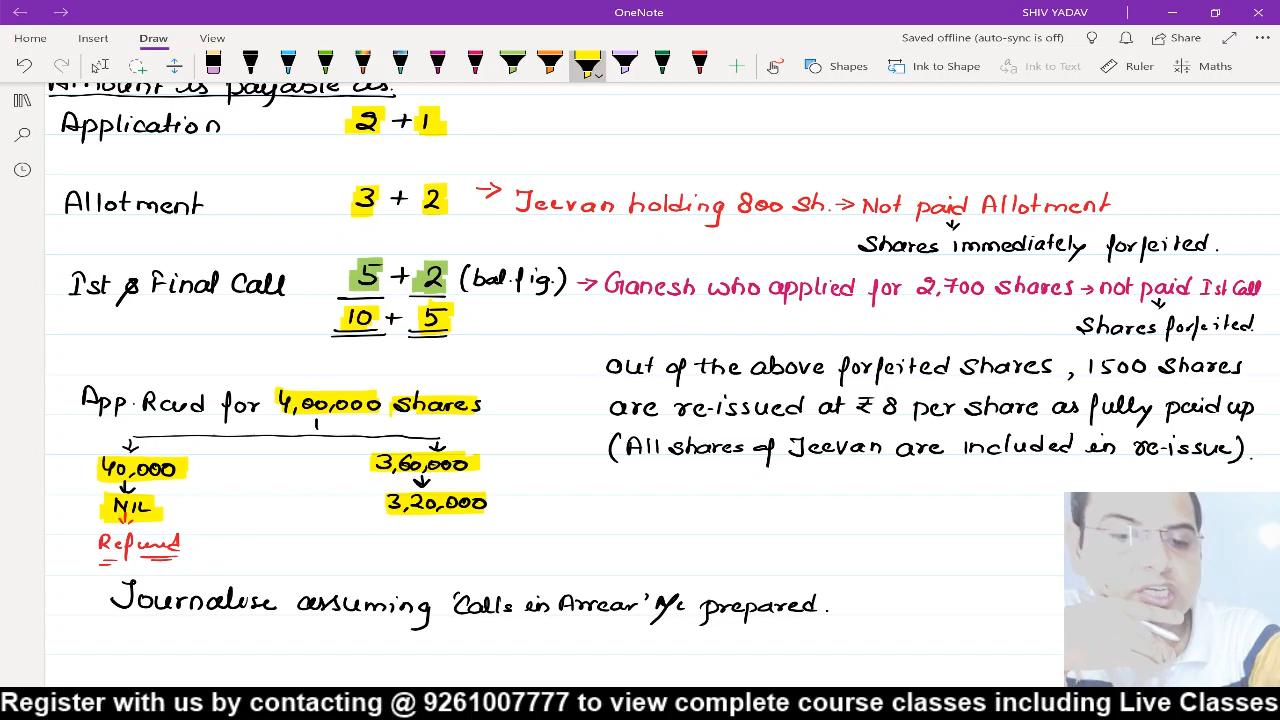 OneNote
SHIV YADAV
Home Insert Draw View
Saved offline (auto-sync is off)
Share
Shapes
Ink to Shape
Ink to Text
Ruler
Maths
Amount is payable as:
Application 2 + 1
Allotment 3 + 2 → Jeevan holding 800 Sh. → Not paid Allotment
Shares immediately forfeited.
Ist & Final Call 5 + 2 (bal.fig.) → Ganesh who applied for 2,700 shares → not paid Ist Call
10 + 5
Shares forfeited.
Out of the above forfeited shares, 1500 shares
are re-issued at ₹ 8 per share as fully paid up
(All shares of Jeevan are included in re-issue).
App. Rcvd for 4,00,000 shares
40,000 3,60,000
NIL 3,20,000
Refund
Journalise assuming 'Calls in Arrear' A/c prepared.
Register with us by contacting @ 9261007777 to view complete course classes including Live Classes